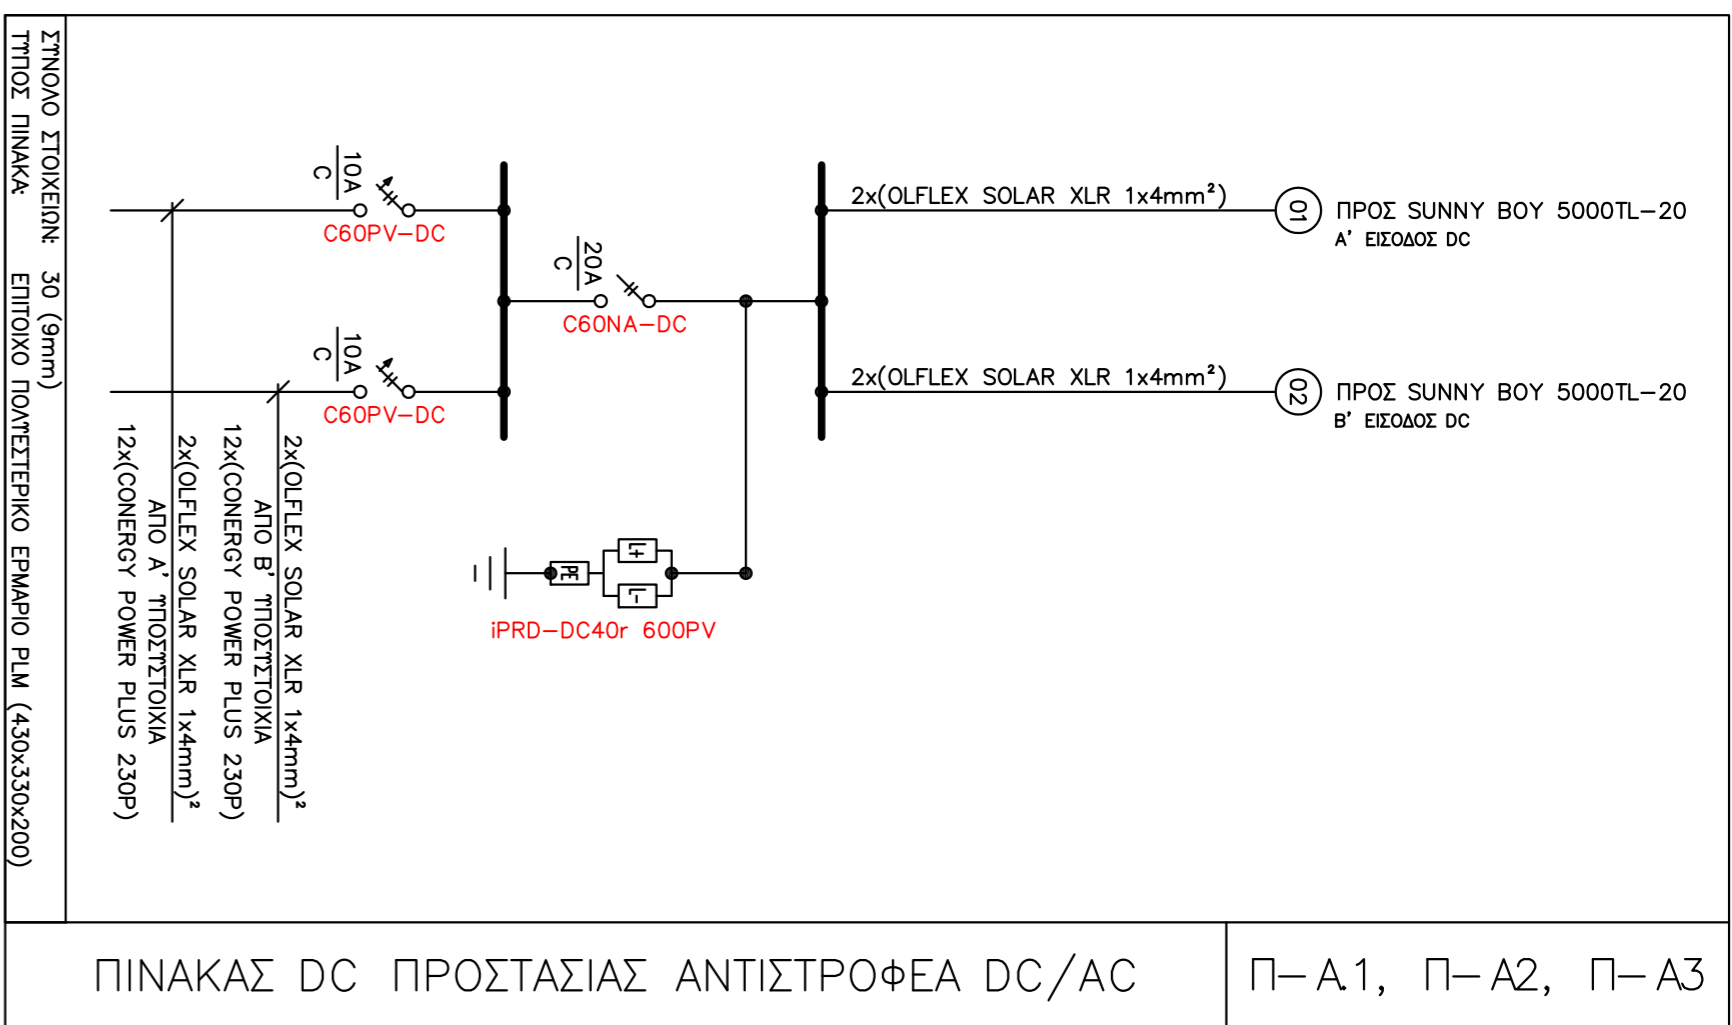 ΣΥΝΟΛΟ ΣΤΟΙΧΕΙΩΝ: 30 (9mm)
ΤΥΠΟΣ ΠΙΝΑΚΑ: ΕΠΙΤΟΙΧΟ ΠΟΛΥΕΣΤΕΡΙΚΟ ΕΡΜΑΡΙΟ PLM (430x330x200)
10A
C
C60PV-DC
10A
C
C60PV-DC
20A
C
C60NA-DC
2x(OLFLEX SOLAR XLR 1x4mm²)
01
ΠΡΟΣ SUNNY BOY 5000TL-20
Α' ΕΙΣΟΔΟΣ DC
2x(OLFLEX SOLAR XLR 1x4mm²)
02
ΠΡΟΣ SUNNY BOY 5000TL-20
Β' ΕΙΣΟΔΟΣ DC
2x(OLFLEX SOLAR XLR 1x4mm)²
ΑΠΟ Β' ΥΠΟΣΥΣΤΟΙΧΙΑ
12x(CONERGY POWER PLUS 230P)
2x(OLFLEX SOLAR XLR 1x4mm)²
ΑΠΟ Α' ΥΠΟΣΥΣΤΟΙΧΙΑ
12x(CONERGY POWER PLUS 230P)
L+
L-
PE
iPRD-DC40r 600PV
ΠΙΝΑΚΑΣ DC ΠΡΟΣΤΑΣΙΑΣ ΑΝΤΙΣΤΡΟΦΕΑ DC/AC
Π-Α.1, Π-Α2, Π-Α3